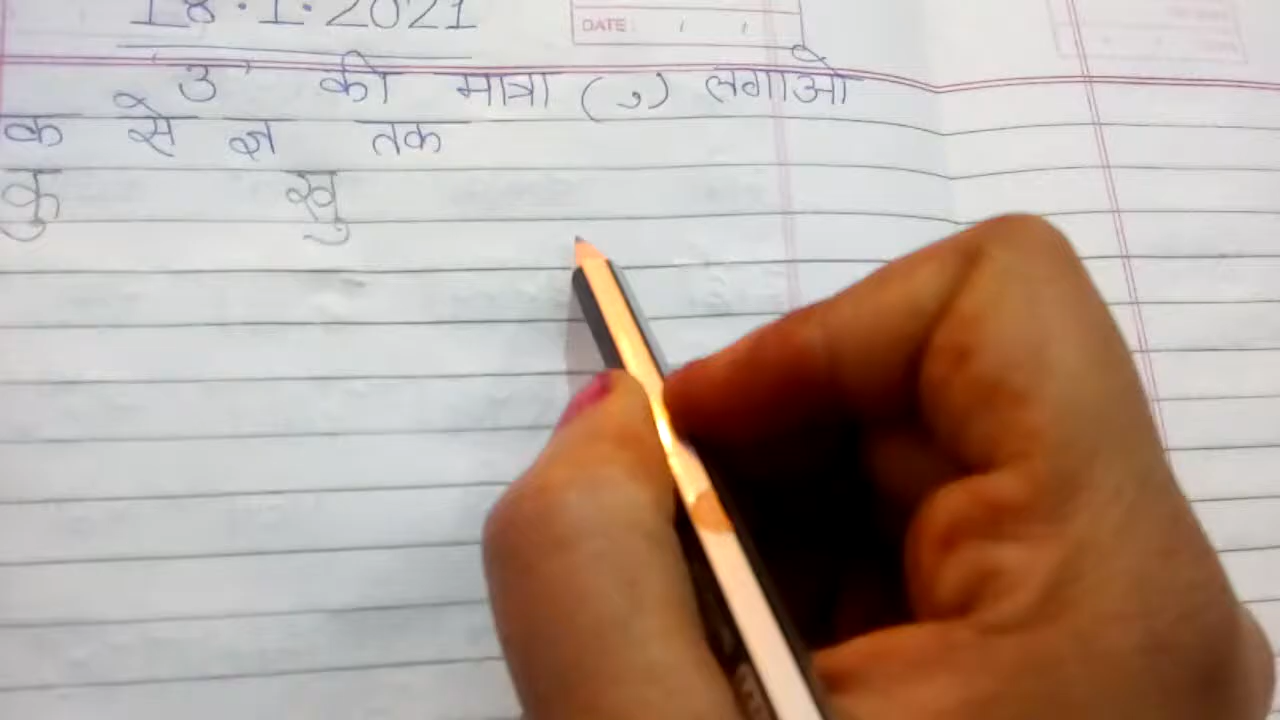 18.1.2021
DATE: / /
'उ' की मात्रा ( ु ) लगाओ
क से ज्ञ तक
कु खु